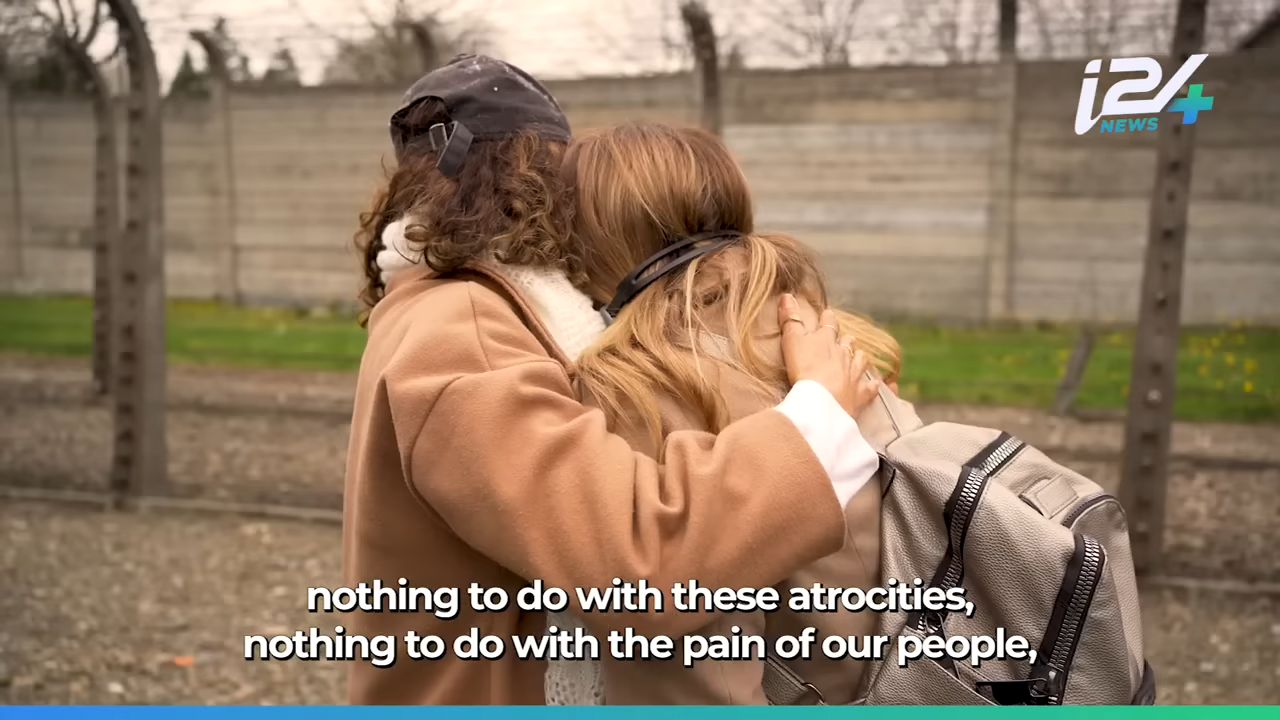 i24+
NEWS
nothing to do with these atrocities,
nothing to do with the pain of our people,